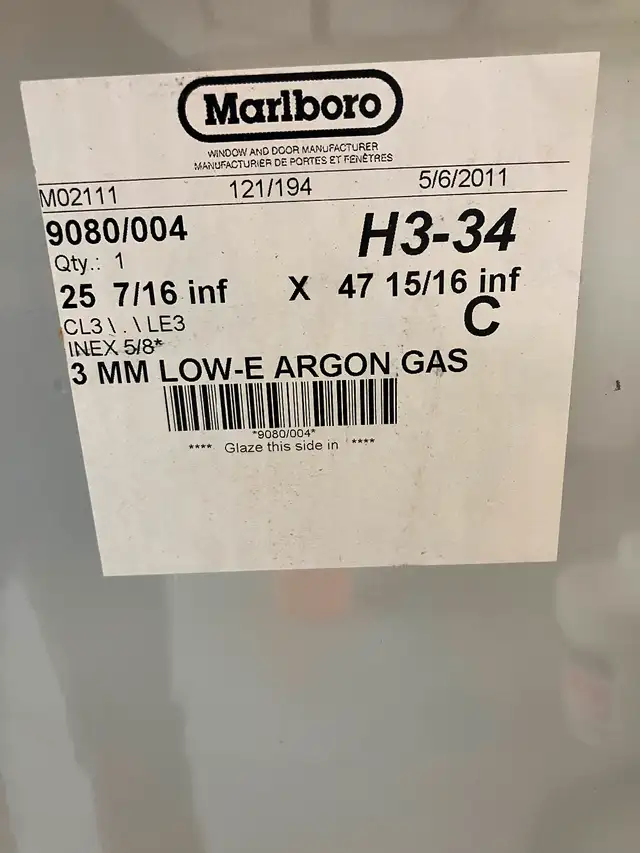 Marlboro
WINDOW AND DOOR MANUFACTURER
MANUFACTURIER DE PORTES ET FENÊTRES
M02111 121/194 5/6/2011
9080/004 H3-34
Qty.: 1
25 7/16 inf X 47 15/16 inf
CL3 \ . \ LE3 C
INEX 5/8*
3 MM LOW-E ARGON GAS
*9080/004*
**** Glaze this side in ****